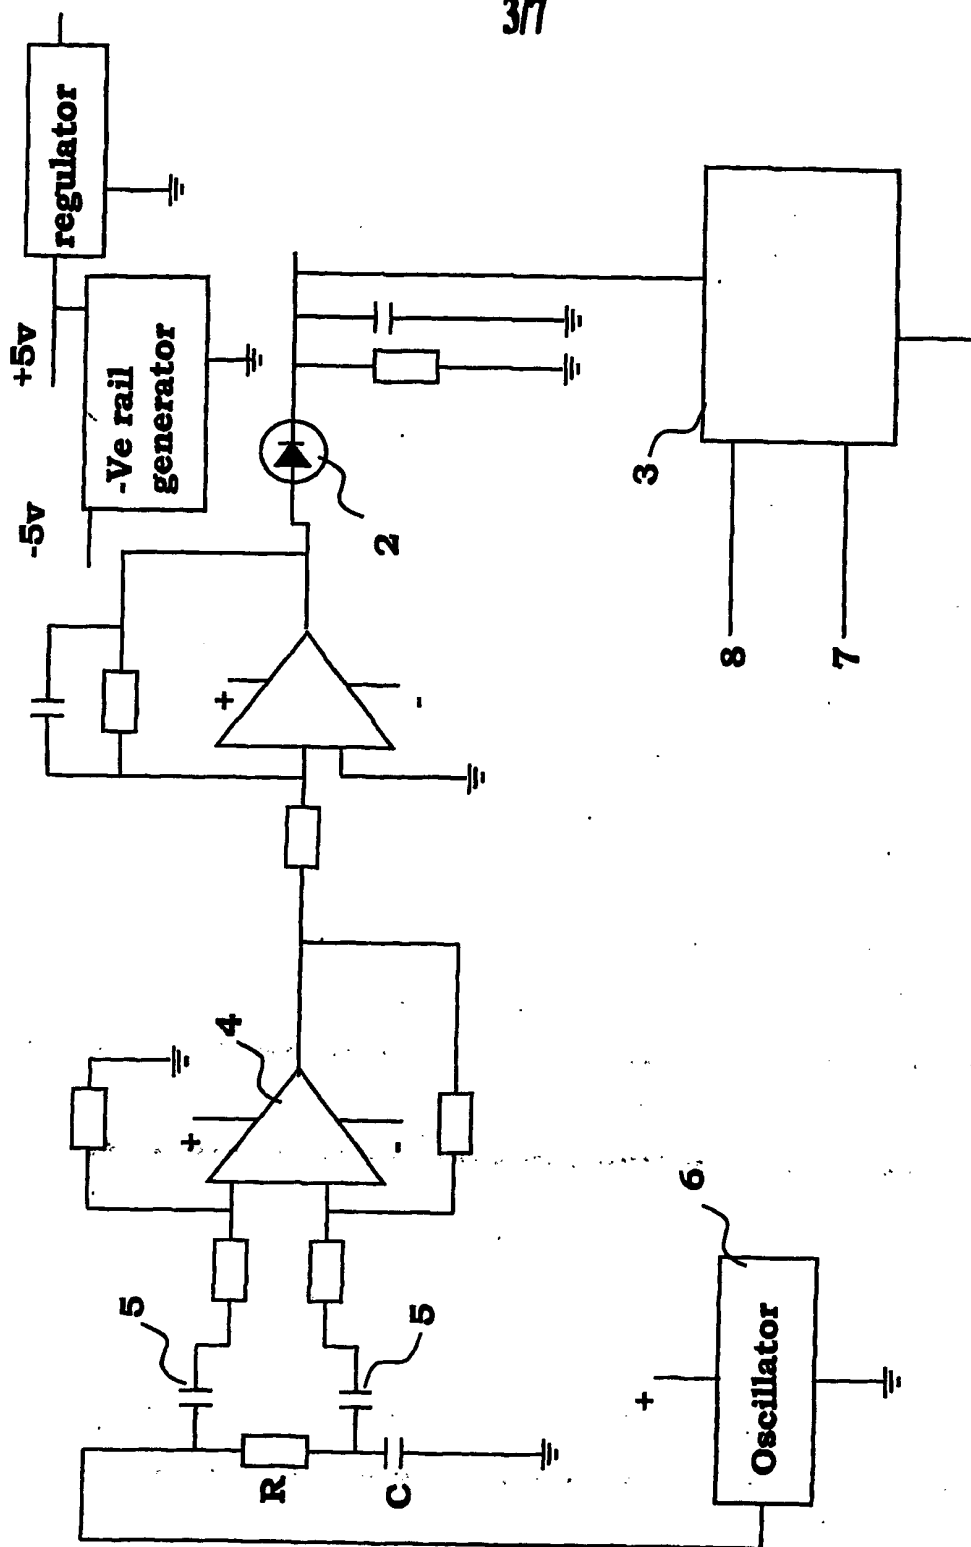 3/7
regulator
+5v
-Ve rail
generator
-5v
2
3
8
7
+
-
4
+
-
6
5
5
+
Oscillator
R
C